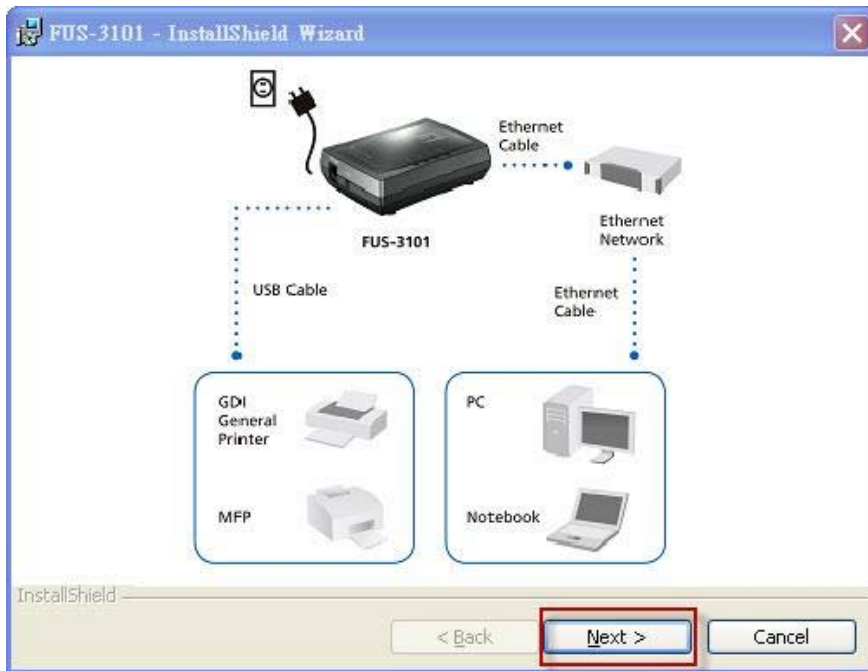 FUS-3101 - InstallShield Wizard
Ethernet
Cable
FUS-3101
Ethernet
Network
USB Cable
Ethernet
Cable
GDI
General
Printer
MFP
PC
Notebook
InstallShield
< Back
Next >
Cancel